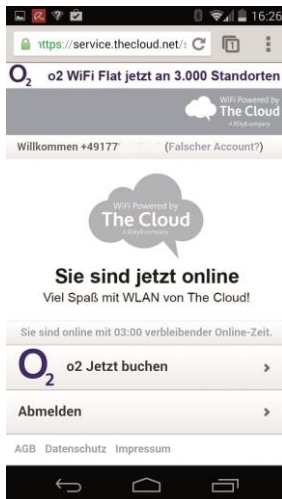 16:26
https://service.thecloud.net/s
1
O2 o2 WiFi Flat jetzt an 3.000 Standorten
WiFi Powered by
The Cloud
A BSkyB company
Willkommen +49177 (Falscher Account?)
WiFi Powered by
The Cloud
A BSkyB company
Sie sind jetzt online
Viel Spaß mit WLAN von The Cloud!
Sie sind online mit 03:00 verbleibender Online-Zeit.
O2 o2 Jetzt buchen
Abmelden
AGB Datenschutz Impressum